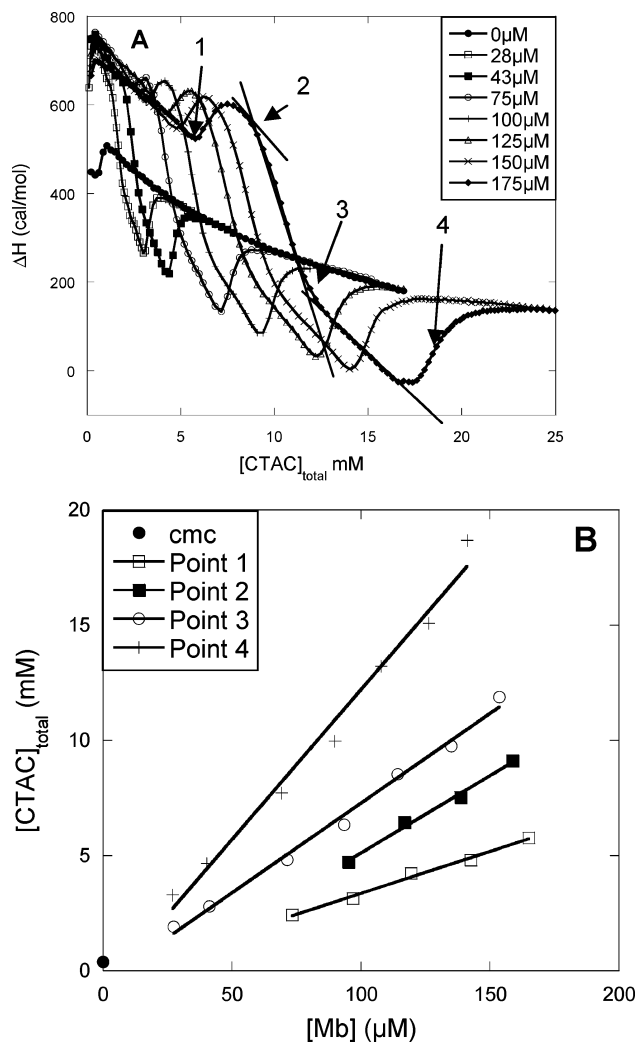 A
0µM
28µM
43µM
75µM
100µM
125µM
150µM
175µM
1
2
3
4
800
600
400
200
0
ΔH (cal/mol)
0 5 10 15 20 25
[CTAC]total mM
B
cmc
Point 1
Point 2
Point 3
Point 4
20
15
10
5
0
[CTAC]total (mM)
0 50 100 150 200
[Mb] (µM)